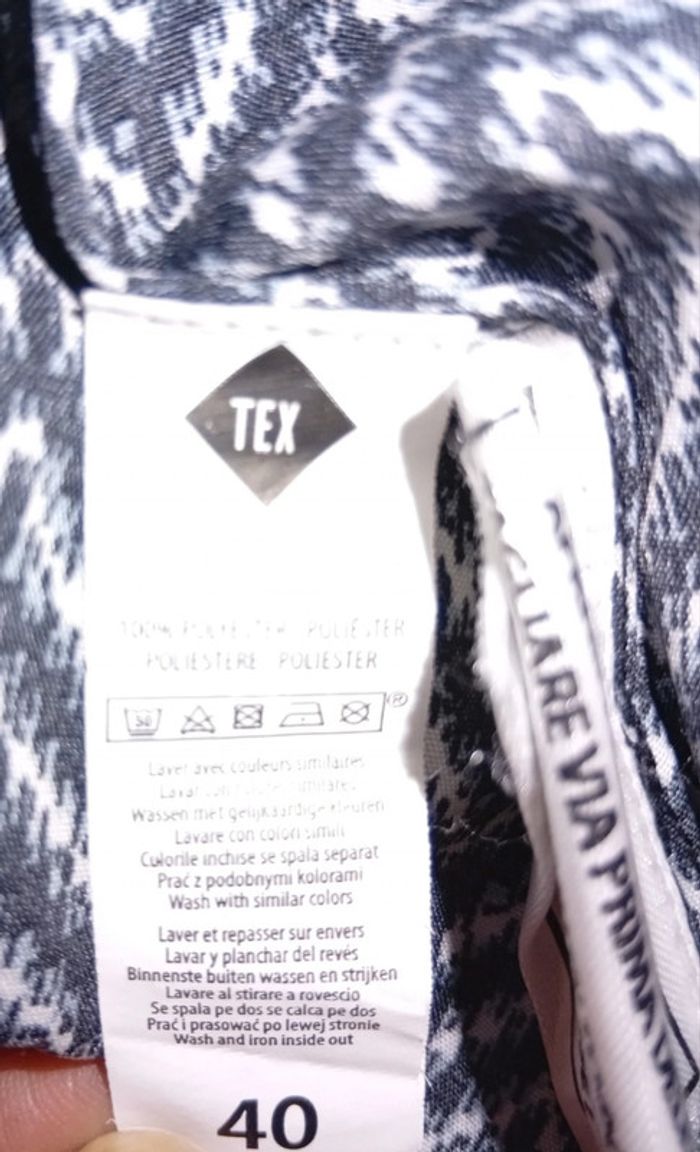 TEX
100% POLYESTER POLIÉSTER
POLIESTERE POLIESTER
30
®
Laver avec couleurs similaires
Lavar con
Wassen met gelijkaardige kleuren
Lavare con colori simili
Culorile inchise se spala separat
Prać z podobnymi kolorami
Wash with similar colors
Laver et repasser sur envers
Lavar y planchar del revés
Binnenste buiten wassen en strijken
Lavare al stirare a rovescio
Se spala pe dos se calca pe dos
Prać i prasować po lewej stronie
Wash and iron inside out
40
VIA PRIMA